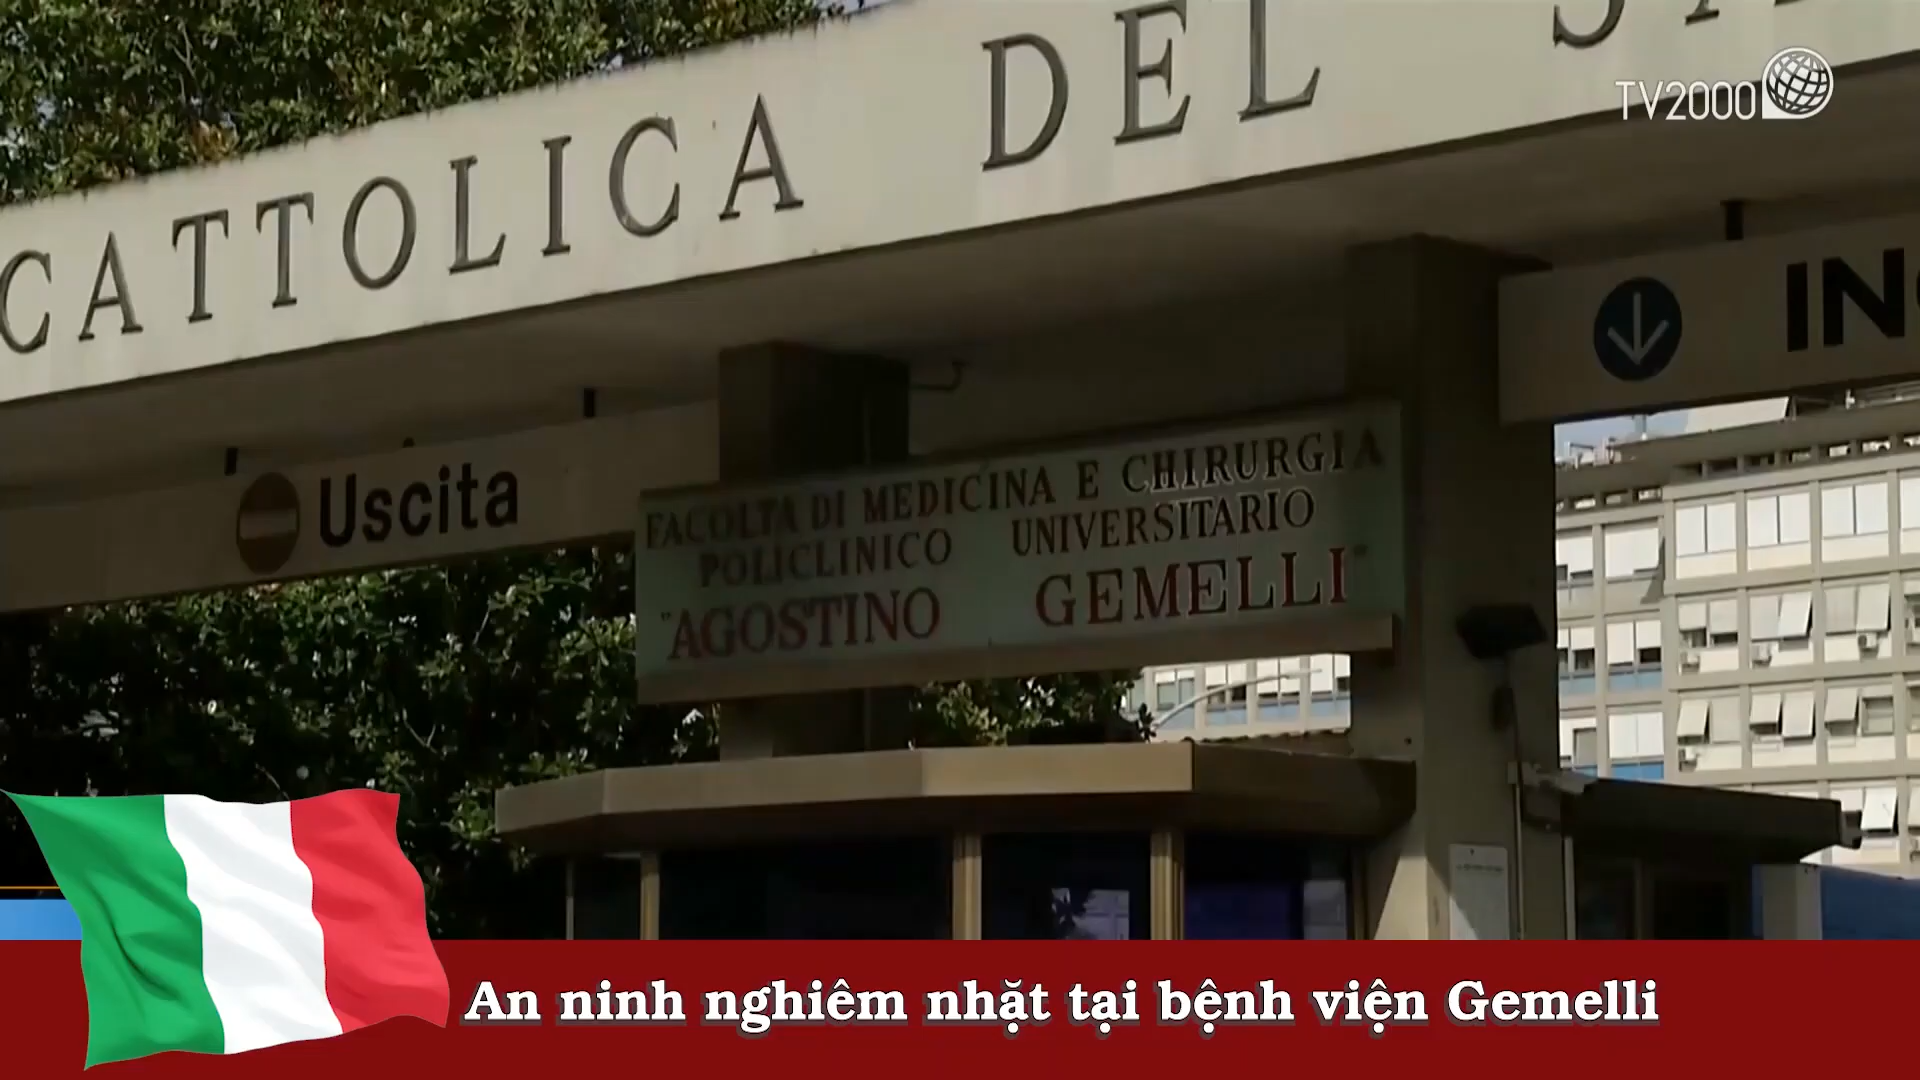 CATTOLICA DEL
TV2000
Uscita
FACOLTA DI MEDICINA E CHIRURGIA
POLICLINICO UNIVERSITARIO
"AGOSTINO GEMELLI"
An ninh nghiêm nhặt tại bệnh viện Gemelli